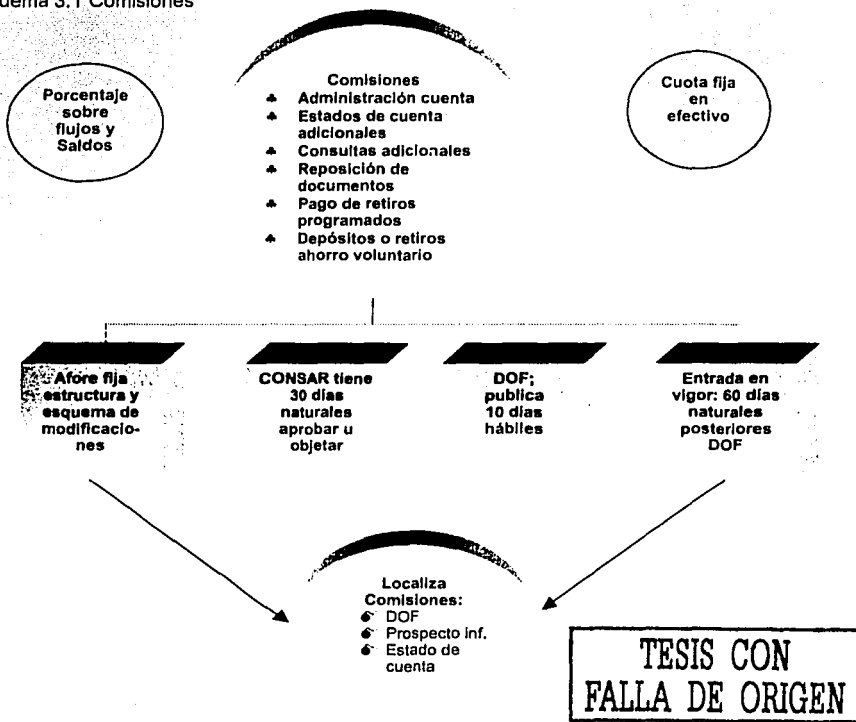 uema 3.1 Comisiones
Porcentaje
sobre
flujos y
Saldos
Comisiones
♣ Administración cuenta
♣ Estados de cuenta
adicionales
♣ Consultas adicionales
♣ Reposición de
documentos
♣ Pago de retiros
programados
♣ Depósitos o retiros
ahorro voluntario
Cuota fija
en
efectivo
Afore fija
estructura y
esquema de
modificacio-
nes
CONSAR tiene
30 días
naturales
aprobar u
objetar
DOF;
publica
10 días
hábiles
Entrada en
vigor: 60 días
naturales
posteriores
DOF
Localiza
Comisiones:
DOF
Prospecto inf.
Estado de
cuenta
TESIS CON
FALLA DE ORIGEN